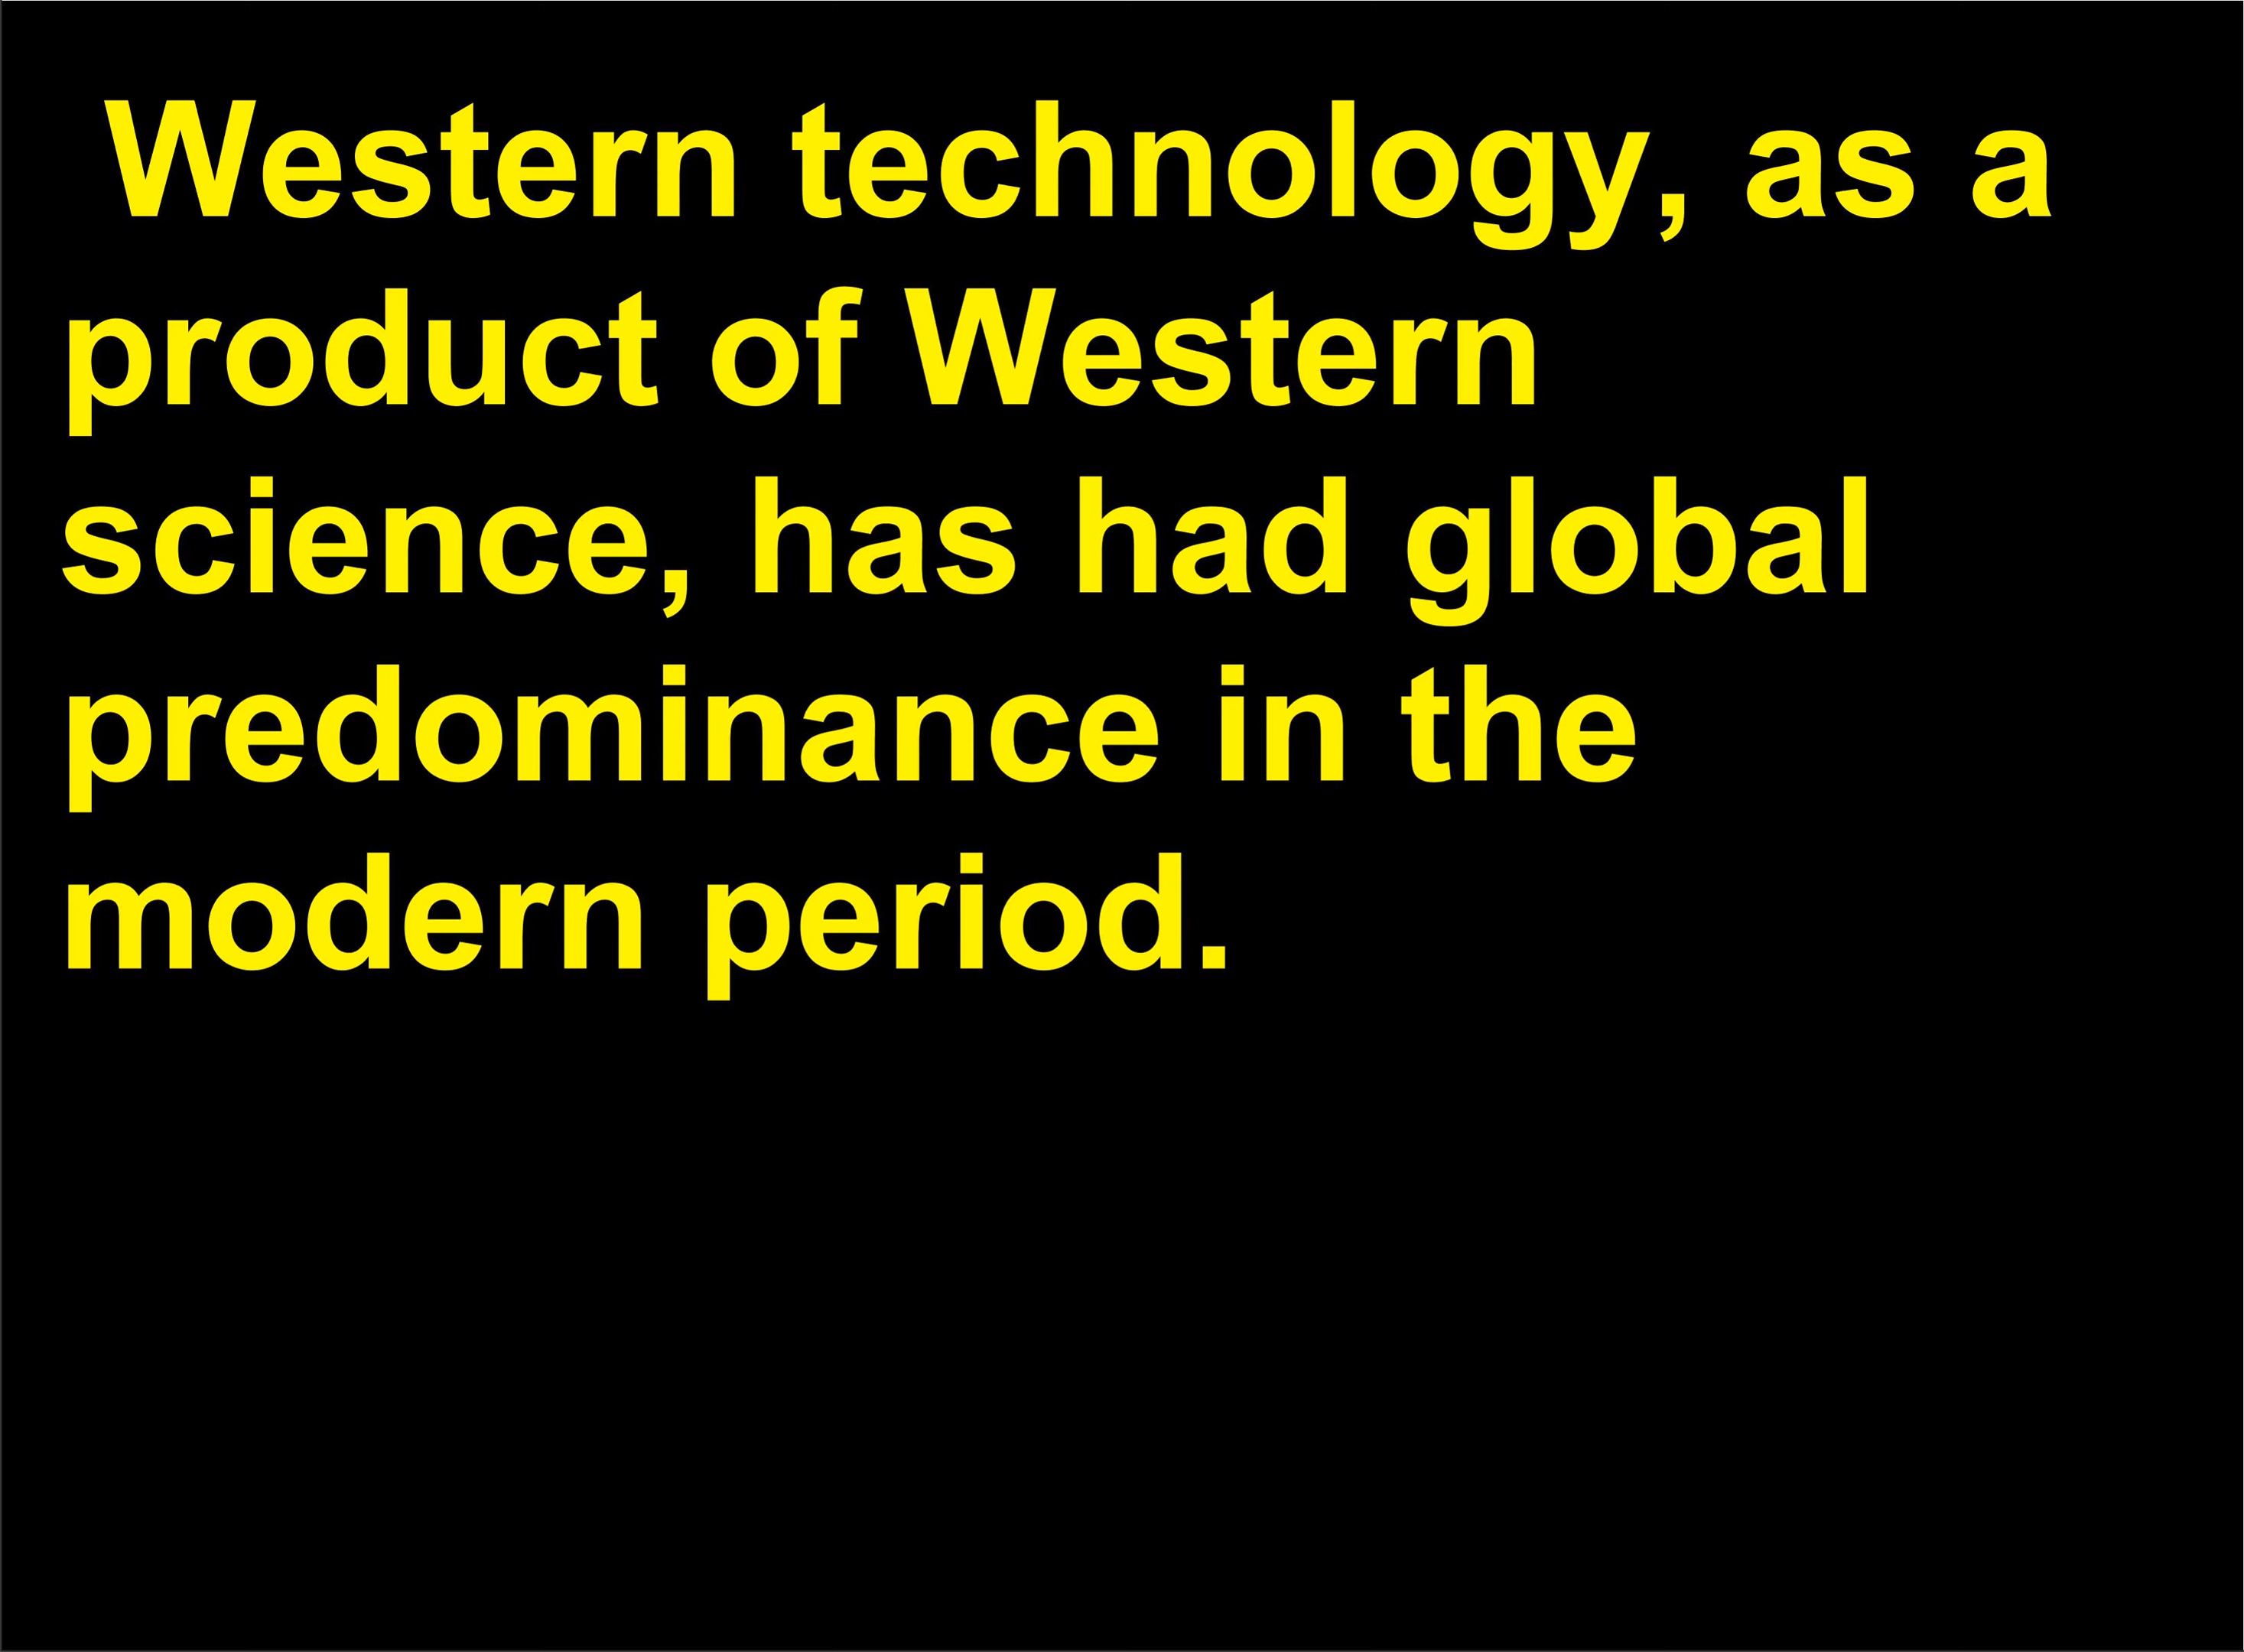 Western technology, as a
product of Western
science, has had global
predominance in the
modern period.